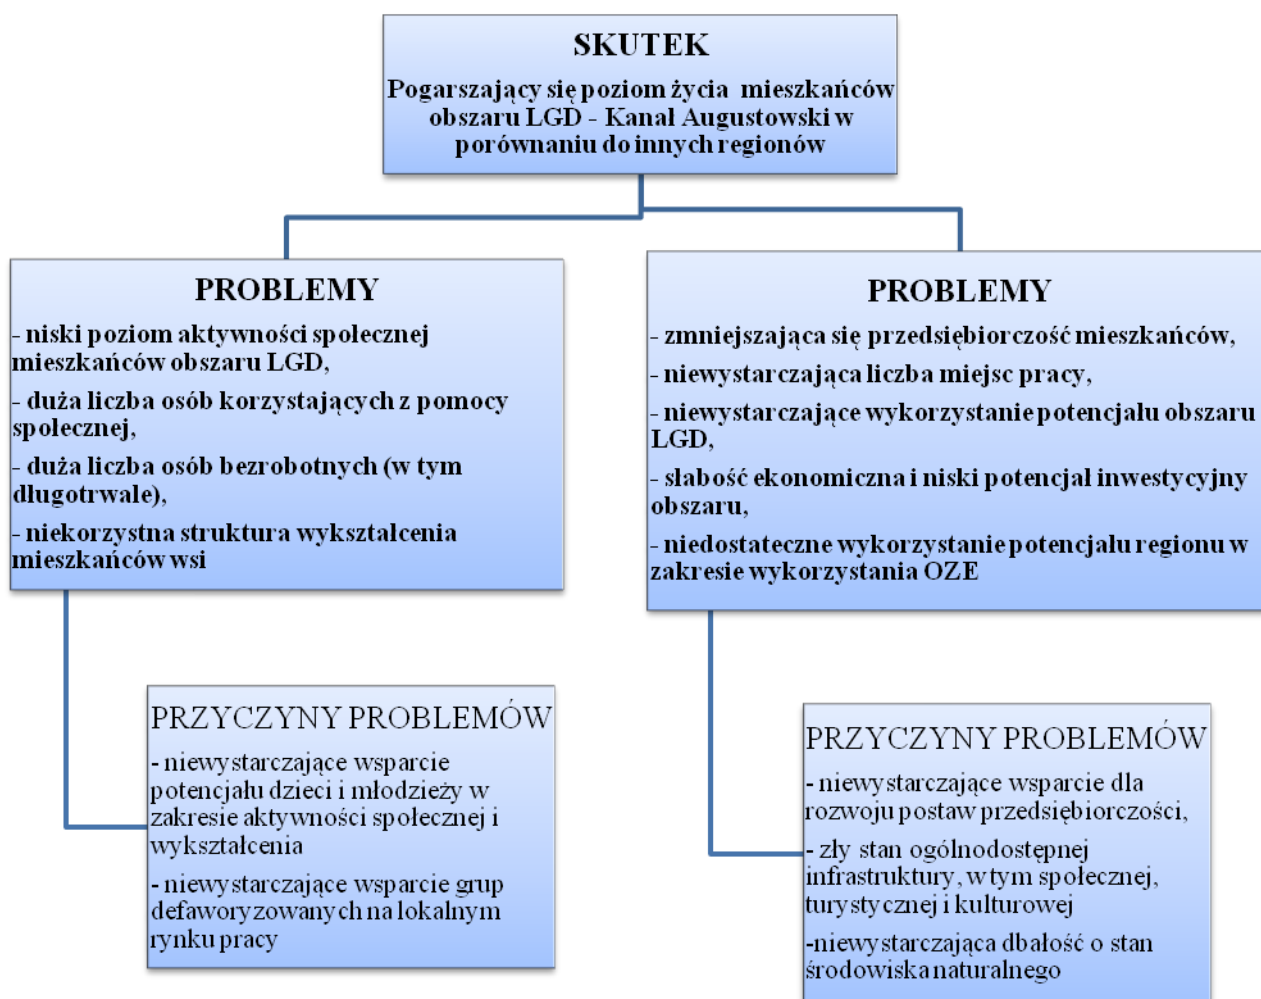 SKUTEK
Pogarszający się poziom życia mieszkańców
obszaru LGD - Kanał Augustowski w
porównaniu do innych regionów
PROBLEMY
- niski poziom aktywności społecznej
mieszkańców obszaru LGD,
- duża liczba osób korzystających z pomocy
społecznej,
- duża liczba osób bezrobotnych (w tym
długotrwale),
- niekorzystna struktura wykształcenia
mieszkańców wsi
PROBLEMY
- zmniejszająca się przedsiębiorczość mieszkańców,
- niewystarczająca liczba miejsc pracy,
- niewystarczające wykorzystanie potencjału obszaru
LGD,
- słabość ekonomiczna i niski potencjał inwestycyjny
obszaru,
- niedostateczne wykorzystanie potencjału regionu w
zakresie wykorzystania OZE
PRZYCZYNY PROBLEMÓW
- niewystarczające wsparcie
potencjału dzieci i młodzieży w
zakresie aktywności społecznej i
wykształcenia
- niewystarczające wsparcie grup
defaworyzowanych na lokalnym
rynku pracy
PRZYCZYNY PROBLEMÓW
- niewystarczające wsparcie dla
rozwoju postaw przedsiębiorczości,
- zły stan ogólnodostępnej
infrastruktury, w tym społecznej,
turystycznej i kulturowej
-niewystarczająca dbałość o stan
środowiska naturalnego